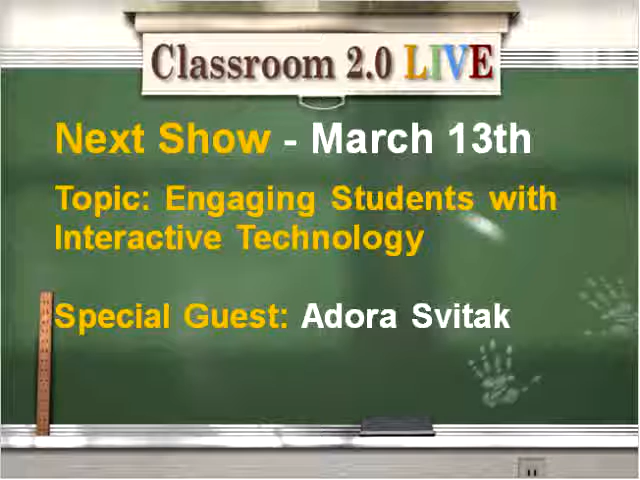 Classroom 2.0 LIVE
Next Show - March 13th
Topic: Engaging Students with
Interactive Technology
Special Guest: Adora Svitak